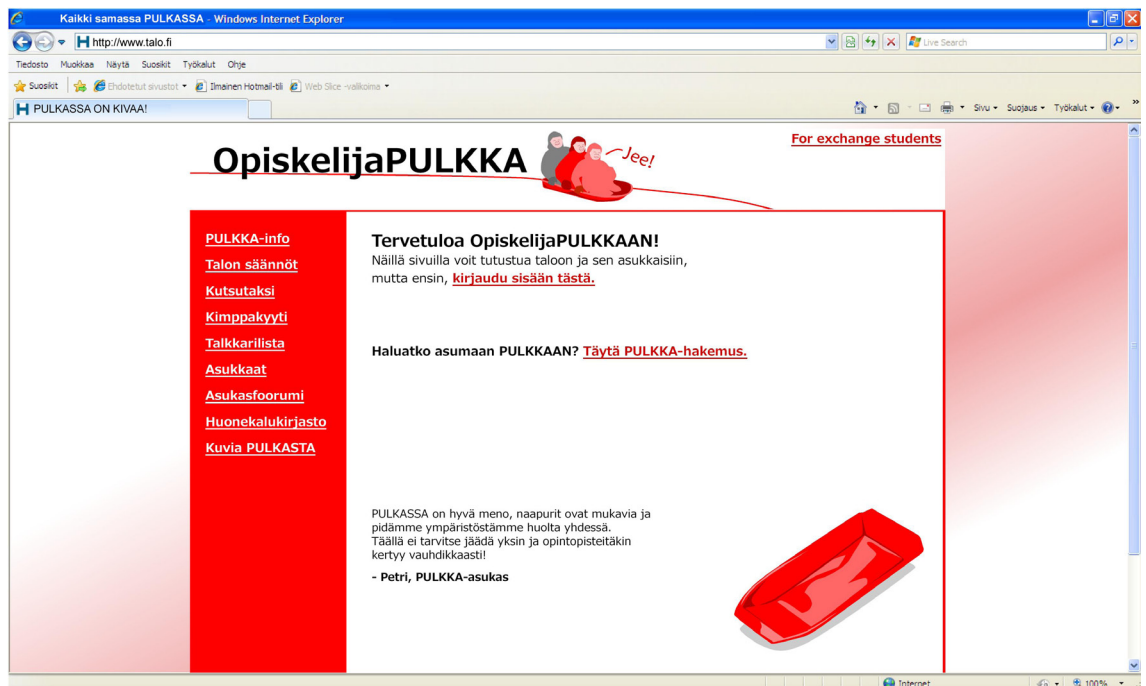 Kaikki samassa PULKASSA - Windows Internet Explorer
http://www.talo.fi
Live Search
Tiedosto Muokkaa Näytä Suosikit Työkalut Ohje
Suosikit Ehdotetut sivustot Ilmainen Hotmail-tili Web Slice -valikoima
PULKASSA ON KIVAA!
Sivu Suojaus Työkalut
For exchange students
OpiskelijaPULKKA
Jee!
PULKKA-info
Talon säännöt
Kutsutaksi
Kimppakyyti
Talkkarilista
Asukkaat
Asukasfoorumi
Huonekalukirjasto
Kuvia PULKASTA
Tervetuloa OpiskelijaPULKKAAN!
Näillä sivuilla voit tutustua taloon ja sen asukkaisiin,
mutta ensin, kirjaudu sisään tästä.
Haluatko asumaan PULKKAAN? Täytä PULKKA-hakemus.
PULKASSA on hyvä meno, naapurit ovat mukavia ja
pidämme ympäristöstämme huolta yhdessä.
Täällä ei tarvitse jäädä yksin ja opintopisteitäkin
kertyy vauhdikkaasti!
- Petri, PULKKA-asukas
Internet
100%